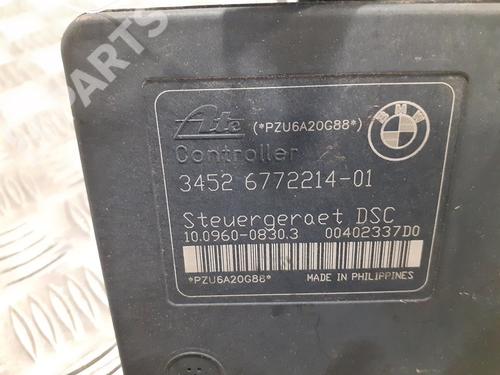 PARTS
Ate (*PZU6A20G88*)
BMW
Controller
3452 6772214-01
Steuergeraet DSC
10.0960-0830.3 00402337D0
*PZU6A20G88* MADE IN PHILIPPINES